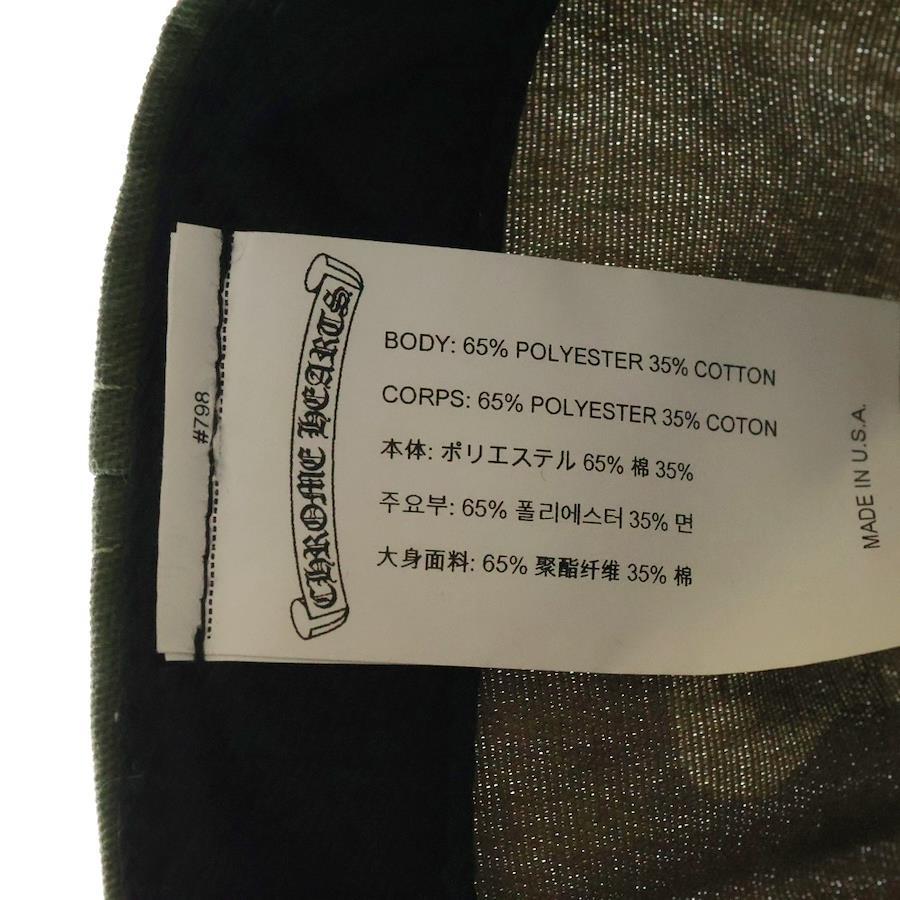 #798
CHROME HEARTS
BODY: 65% POLYESTER 35% COTTON
CORPS: 65% POLYESTER 35% COTON
本体: ポリエステル 65% 棉 35%
주요부: 65% 폴리에스터 35% 면
大身面料: 65% 聚酯纤维 35% 棉
MADE IN U.S.A.